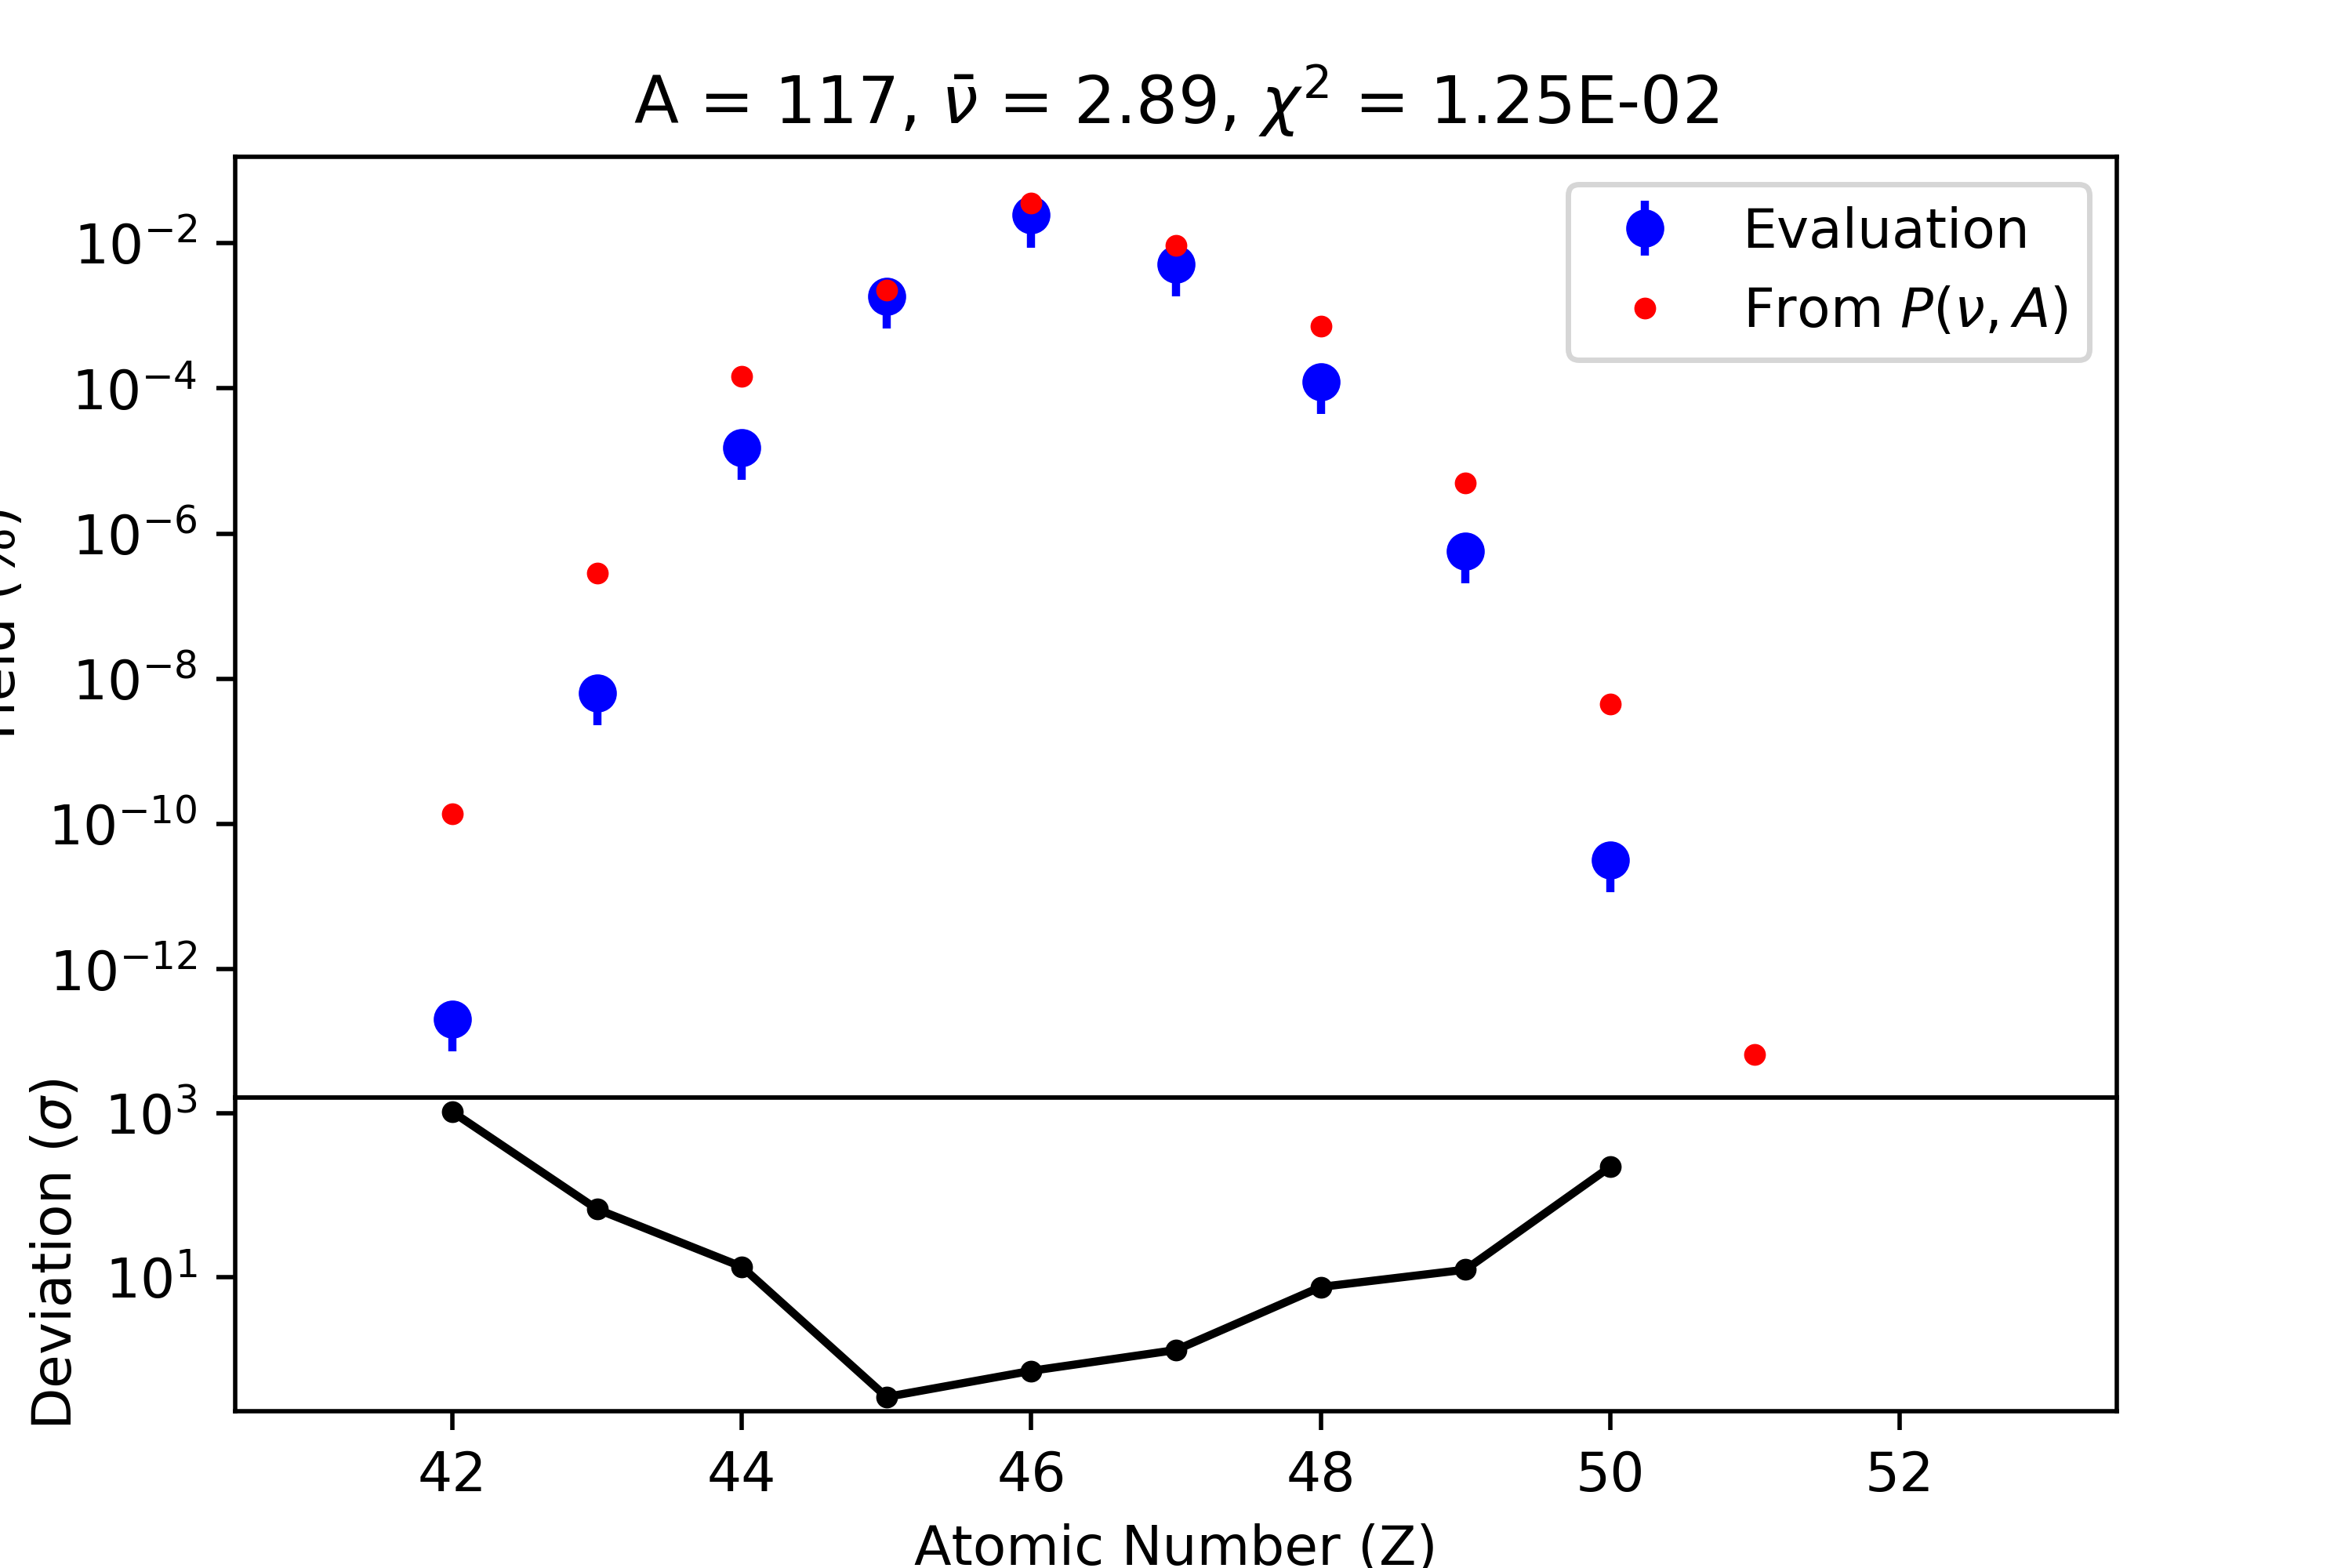 A = 117, ν̄ = 2.89, χ² = 1.25E-02
Evaluation
From P(ν, A)
10⁻²
10⁻⁴
10⁻⁶
10⁻⁸
10⁻¹⁰
10⁻¹²
(%)
10³
10¹
Deviation (σ)
42 44 46 48 50 52
Atomic Number (Z)